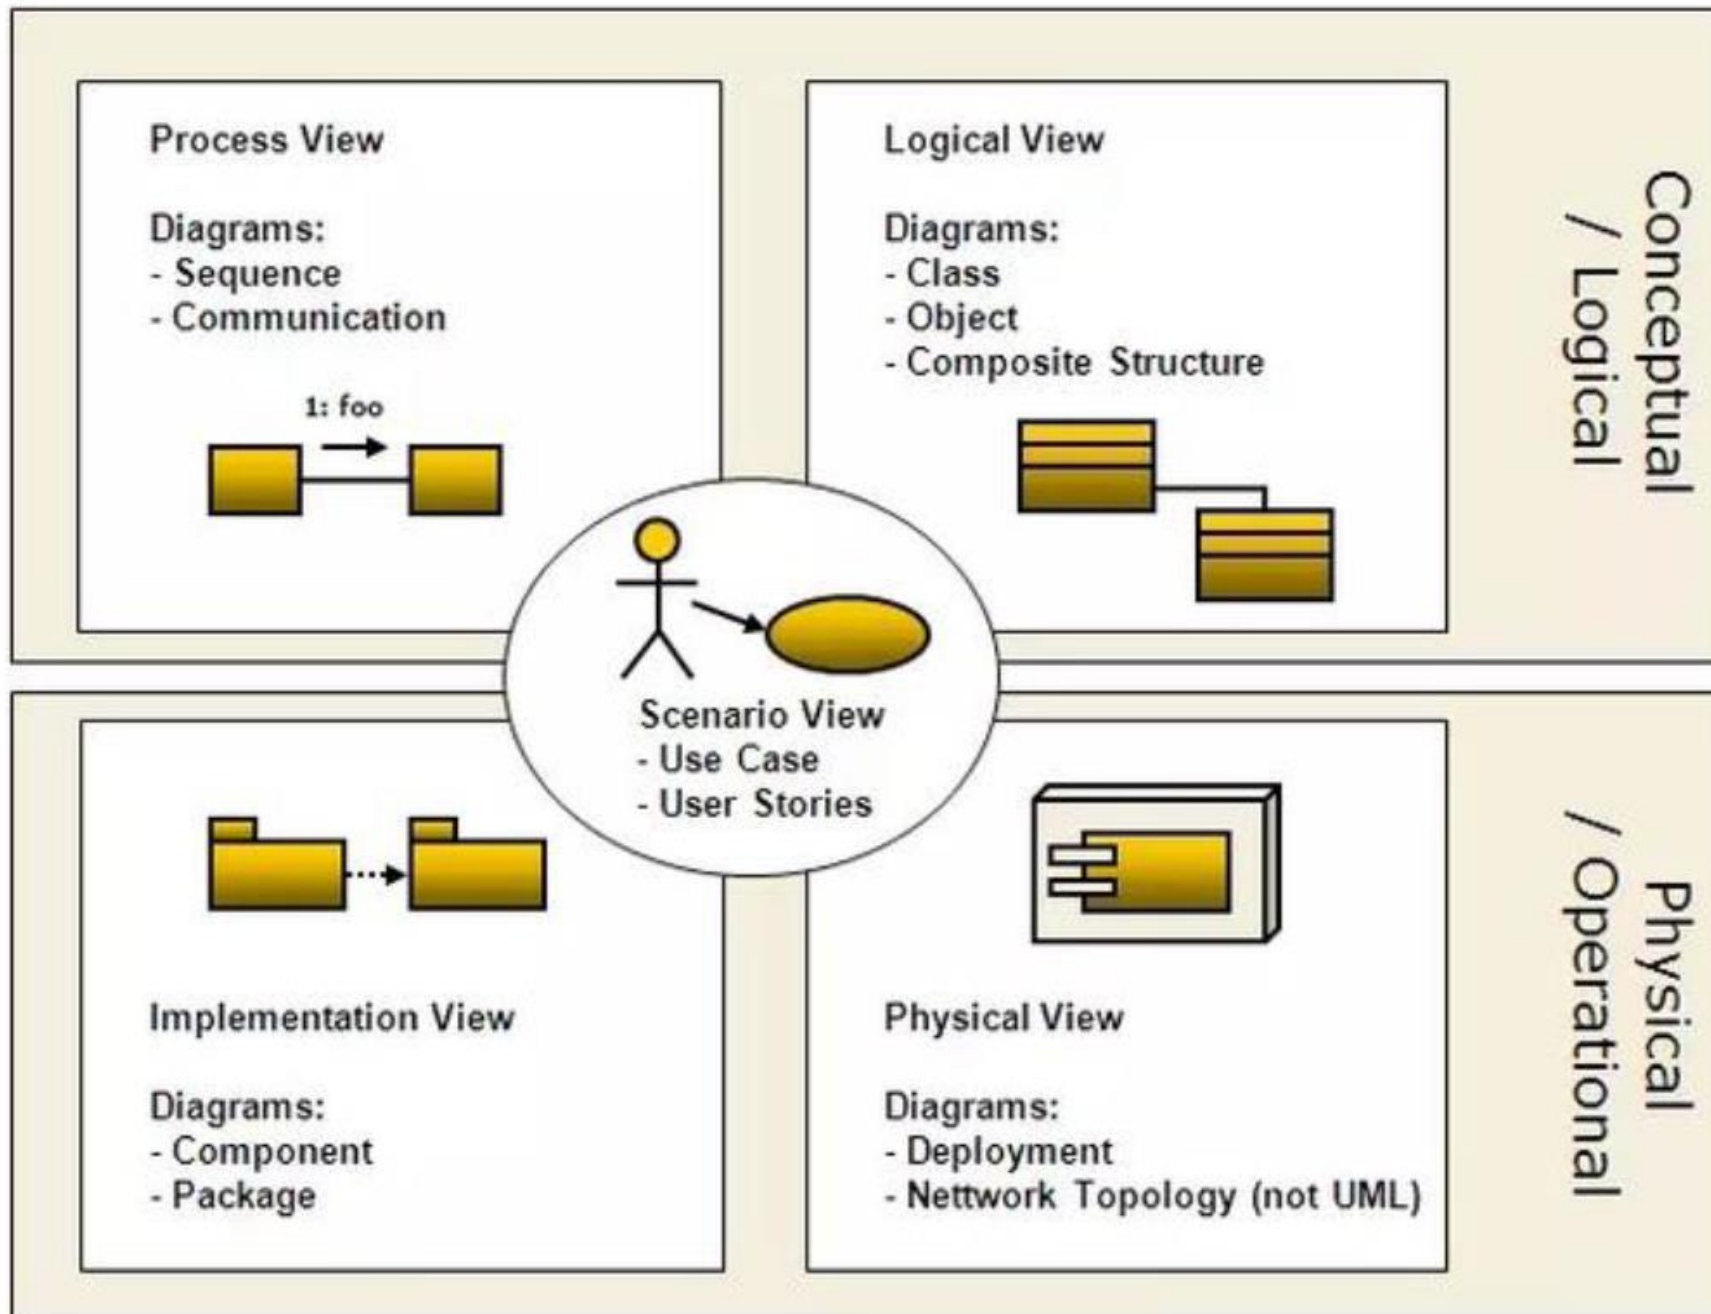 Process View
Diagrams:
- Sequence
- Communication
1: foo
Logical View
Diagrams:
- Class
- Object
- Composite Structure
Conceptual
/ Logical
Scenario View
- Use Case
- User Stories
Implementation View
Diagrams:
- Component
- Package
Physical View
Diagrams:
- Deployment
- Nettwork Topology (not UML)
Physical
/ Operational